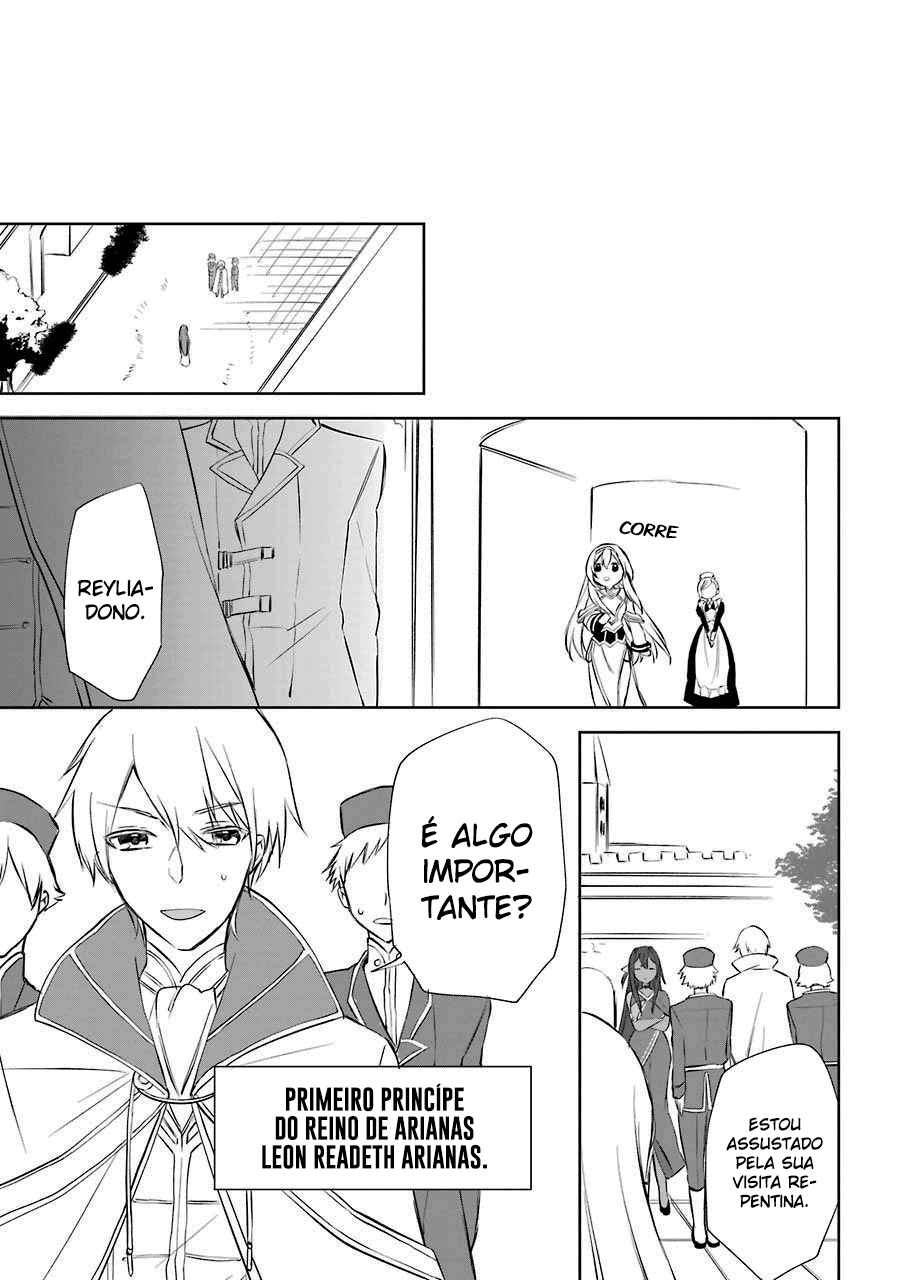 CORRE
REYLIA-
DONO.
ESTOU
ASSUSTADO
PELA SUA
VISITA RE-
PENTINA.
É ALGO
IMPOR-
TANTE?
PRIMEIRO PRINCÍPE
DO REINO DE ARIANAS
LEON READETH ARIANAS.